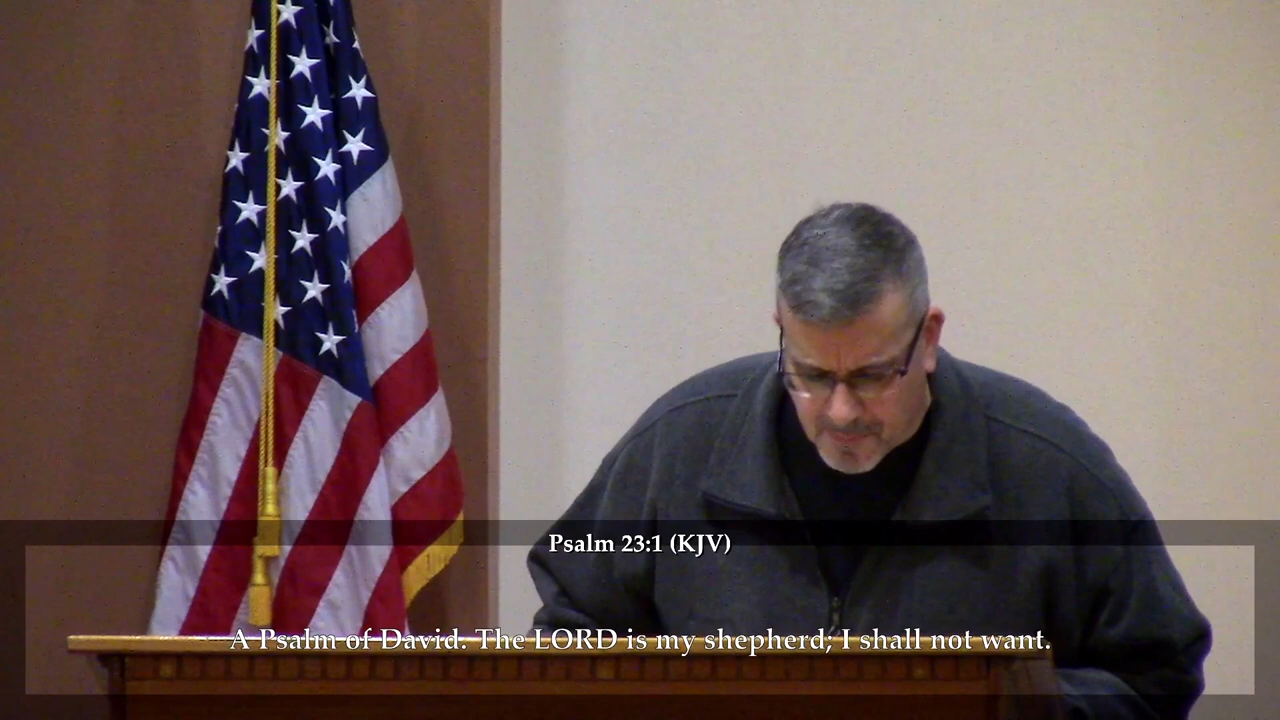 Psalm 23:1 (KJV)
A Psalm of David. The LORD is my shepherd; I shall not want.